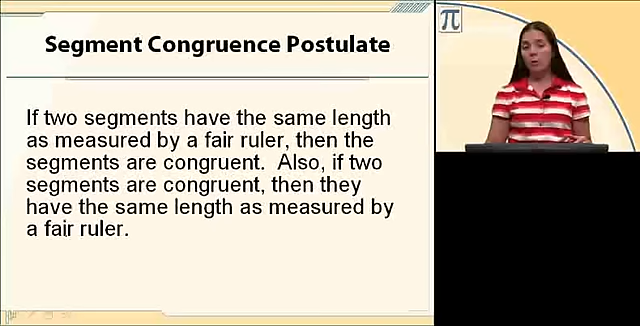 Segment Congruence Postulate
π
If two segments have the same length
as measured by a fair ruler, then the
segments are congruent.  Also, if two
segments are congruent, then they
have the same length as measured by
a fair ruler.